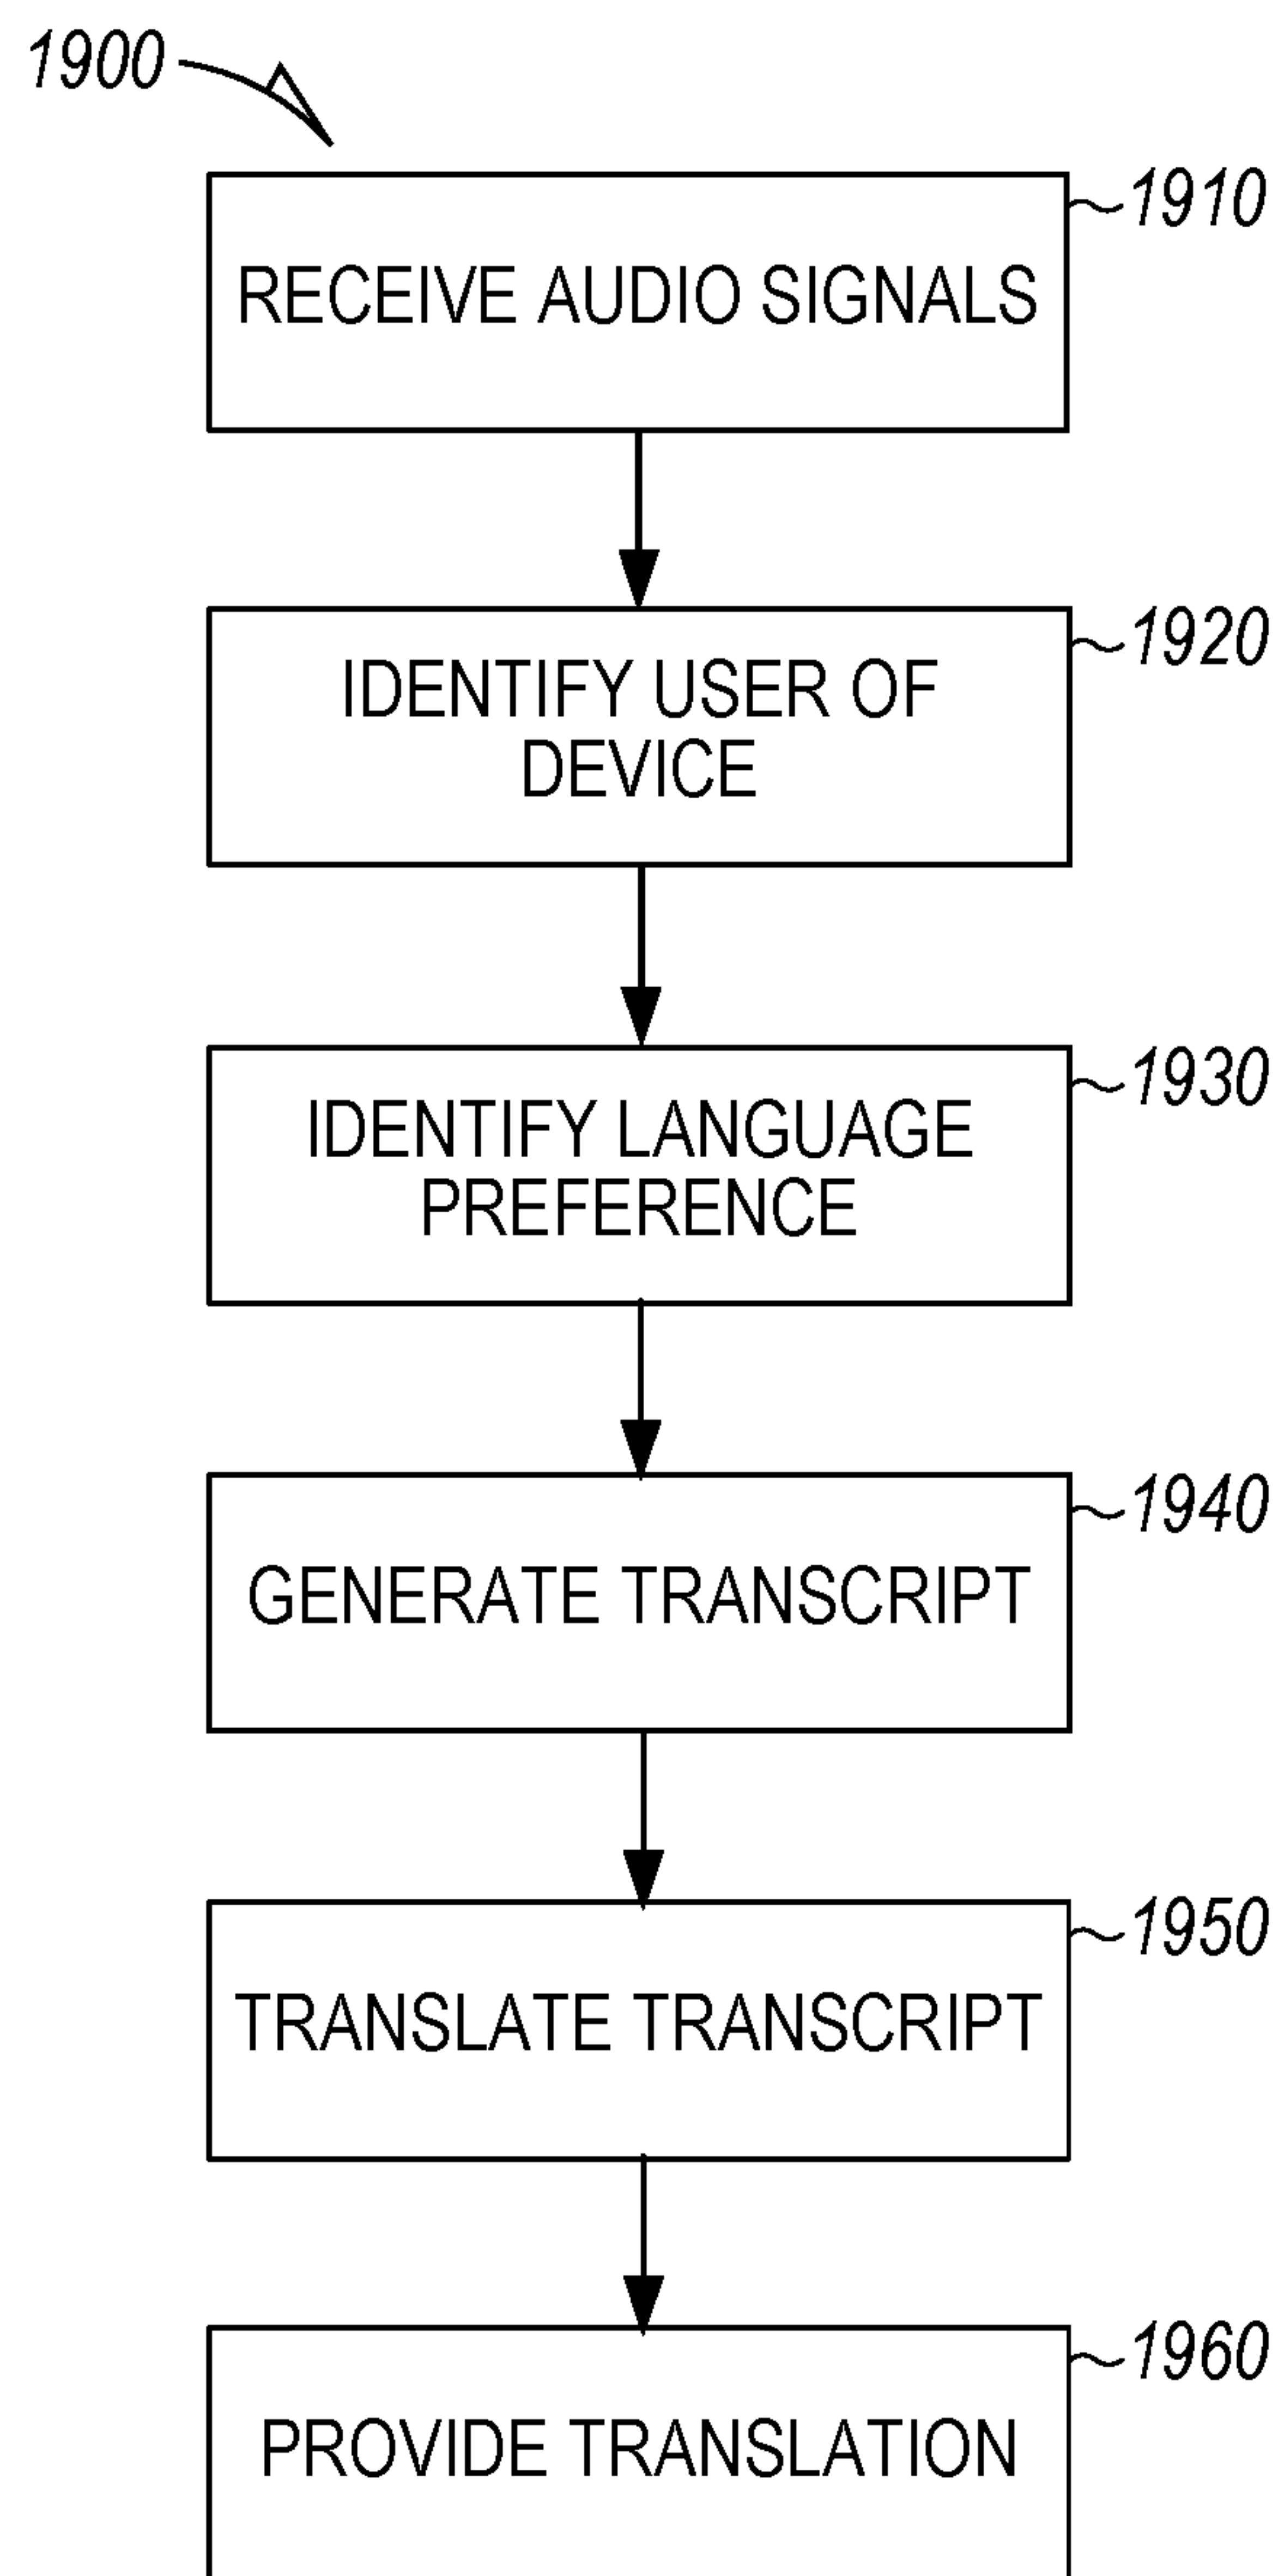 1900
1910
RECEIVE AUDIO SIGNALS
1920
IDENTIFY USER OF
DEVICE
1930
IDENTIFY LANGUAGE
PREFERENCE
1940
GENERATE TRANSCRIPT
1950
TRANSLATE TRANSCRIPT
1960
PROVIDE TRANSLATION